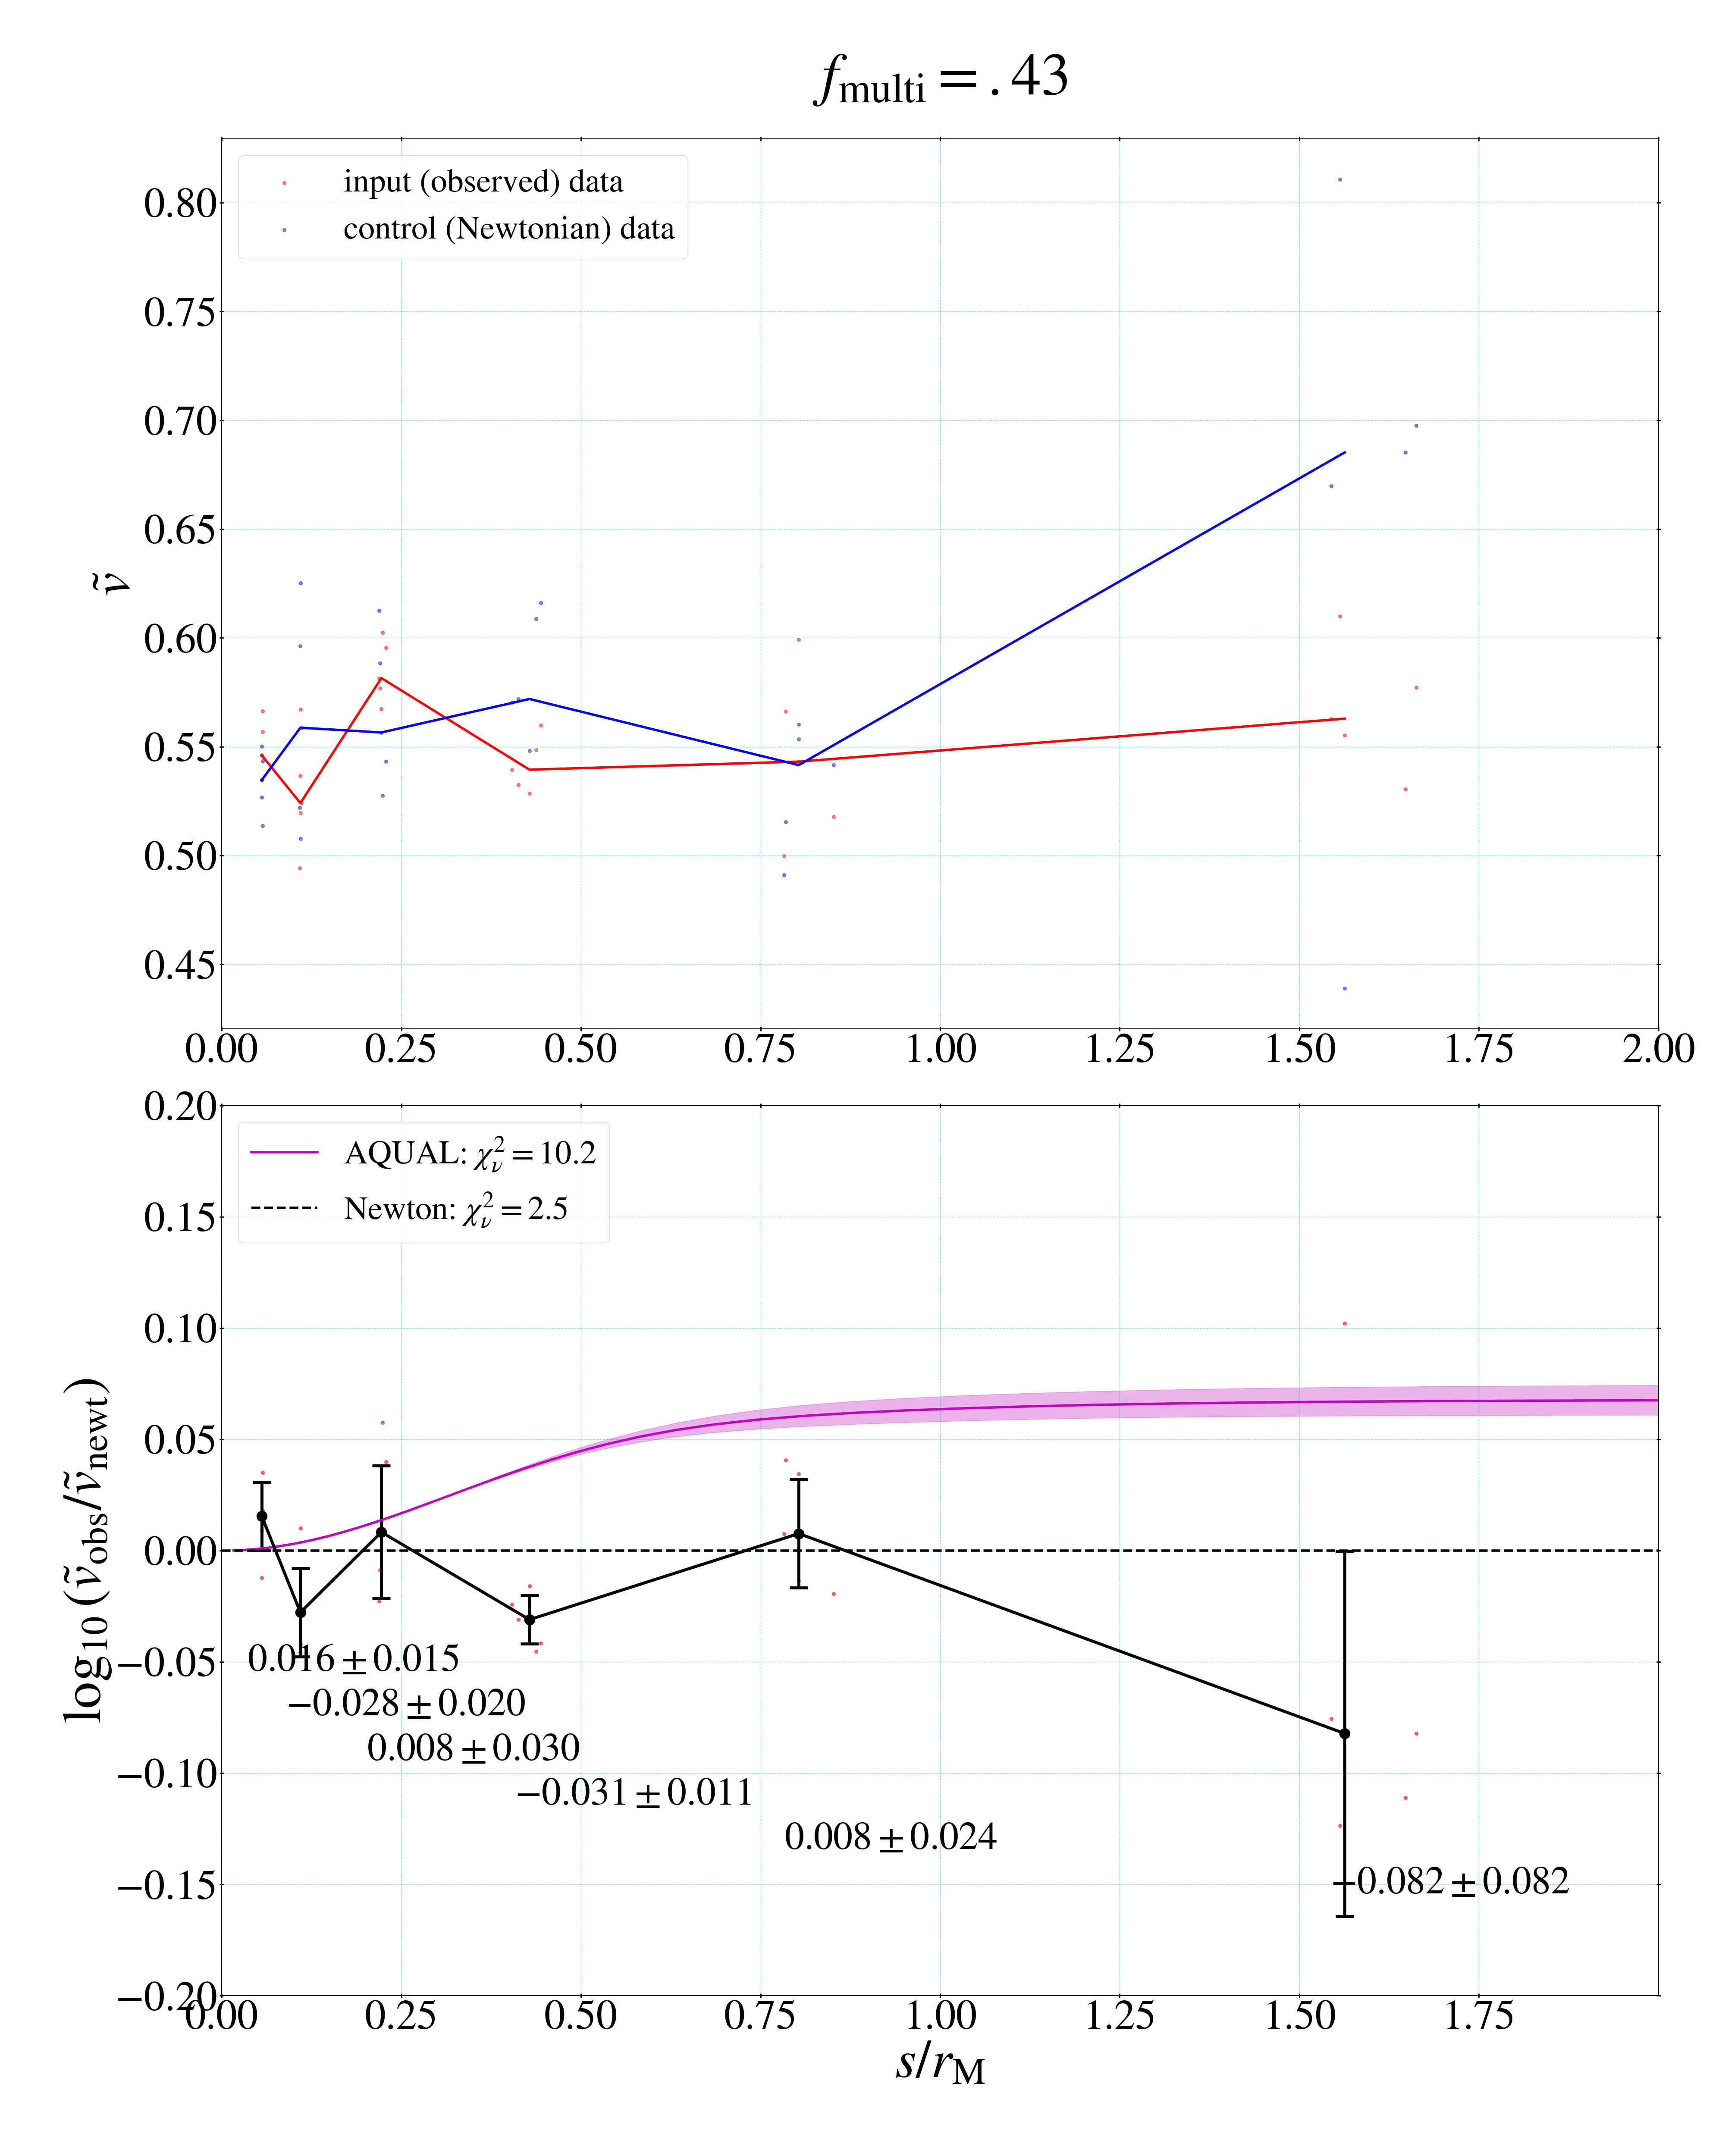 f_multi = .43
input (observed) data
control (Newtonian) data
0.80
0.75
0.70
0.65
0.60
0.55
0.50
0.45
ṽ
0.00 0.25 0.50 0.75 1.00 1.25 1.50 1.75 2.00
AQUAL: χ²_ν = 10.2
Newton: χ²_ν = 2.5
0.20
0.15
0.10
0.05
0.00
−0.05
−0.10
−0.15
−0.20
log₁₀(ṽ_obs/ṽ_newt)
0.016 ± 0.015
−0.028 ± 0.020
0.008 ± 0.030
−0.031 ± 0.011
0.008 ± 0.024
−0.082 ± 0.082
0.00 0.25 0.50 0.75 1.00 1.25 1.50 1.75
s/r_M